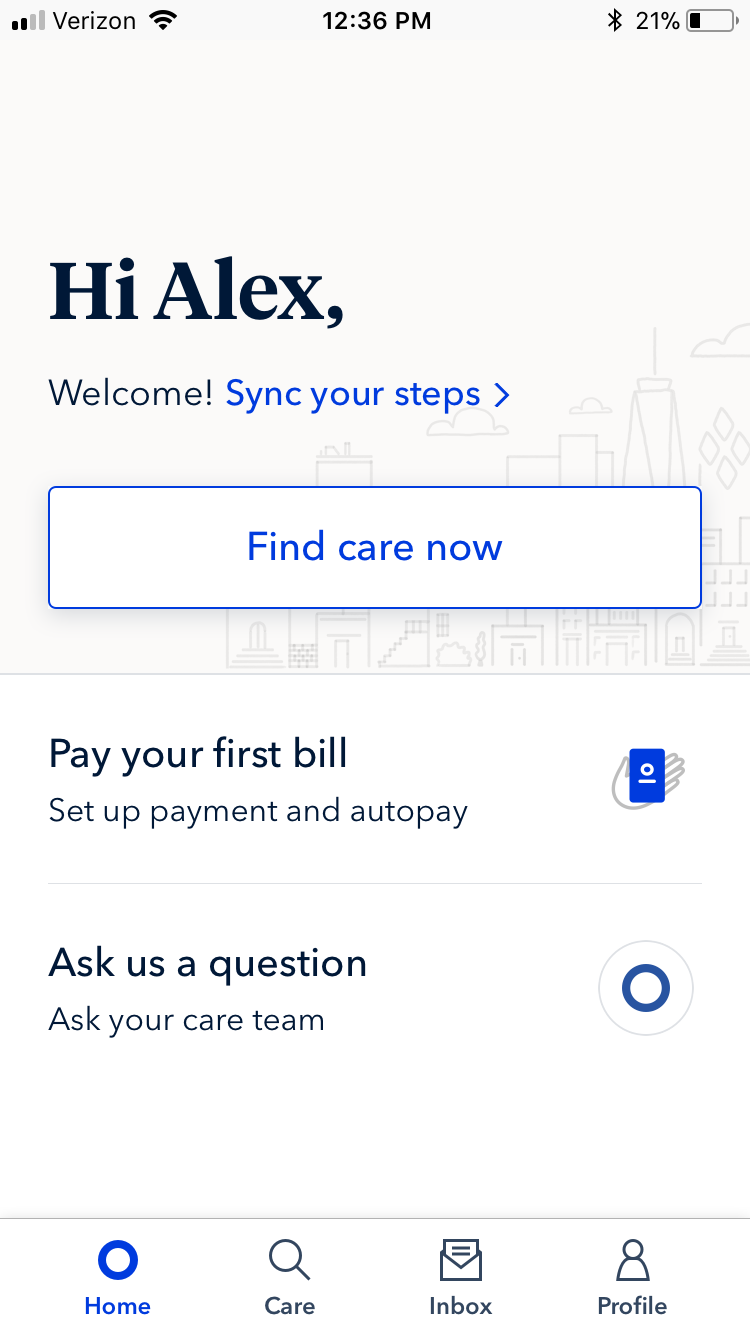 Verizon 12:36 PM 21%
Hi Alex,
Welcome! Sync your steps
Find care now
Pay your first bill
Set up payment and autopay
Ask us a question
Ask your care team
Home Care Inbox Profile